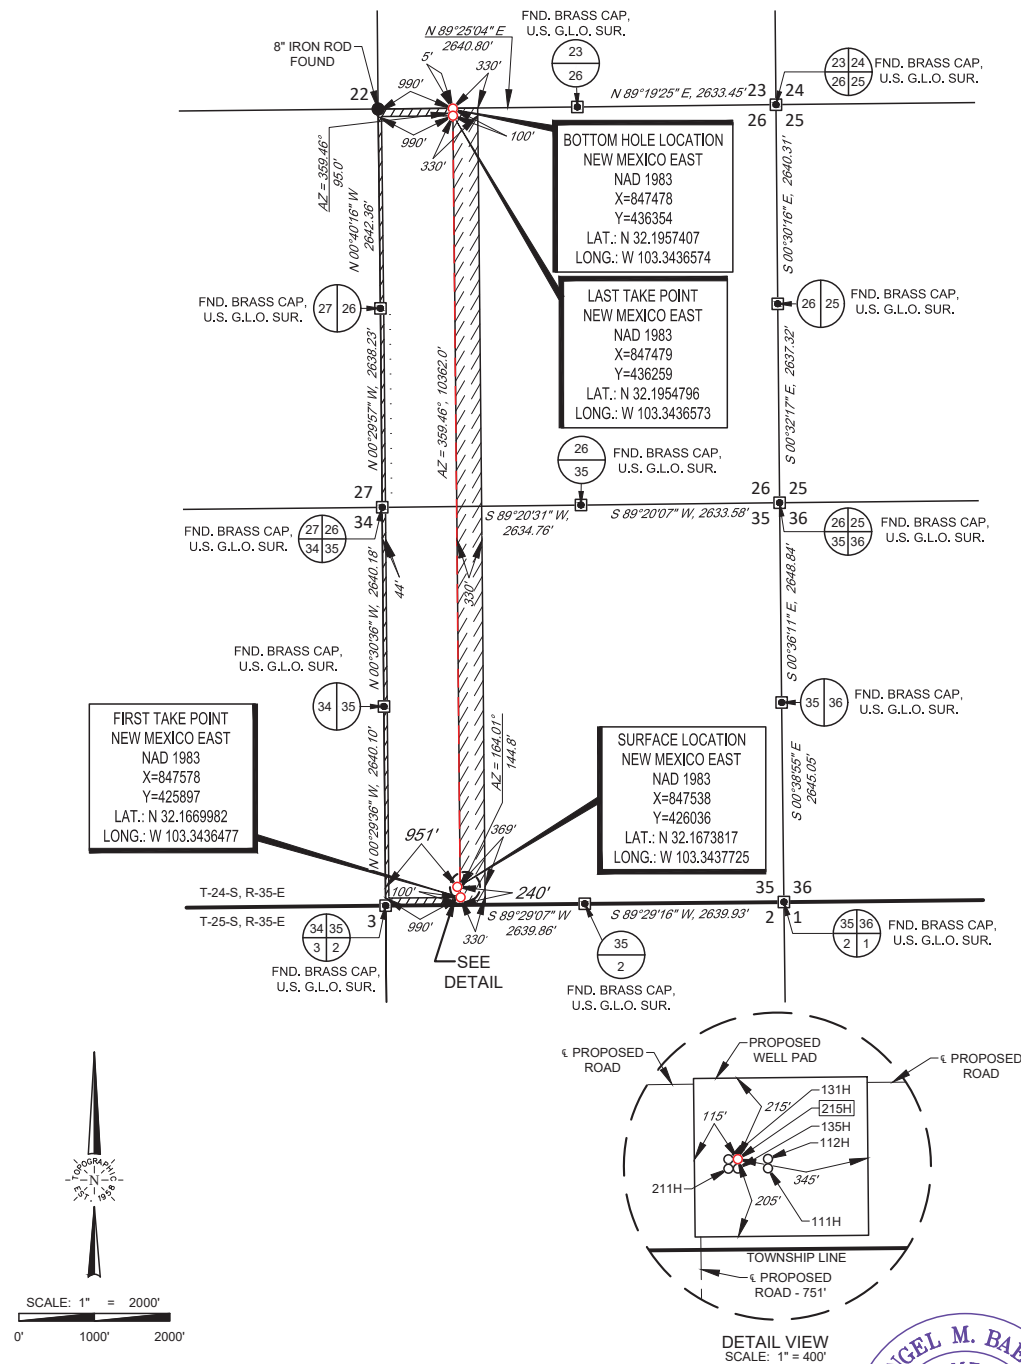 FND. BRASS CAP,
U.S. G.L.O. SUR.
23
26
N 89°25'04" E
2640.80'
8" IRON ROD
FOUND
5'
330'
990'
22
N 89°19'25" E, 2633.45'
23 24
26 25
23 24
26 25
FND. BRASS CAP,
U.S. G.L.O. SUR.
100'
990'
330'
AZ = 359.46°
95.0'
N 00°40'16" W
2642.36'
BOTTOM HOLE LOCATION
NEW MEXICO EAST
NAD 1983
X=847478
Y=436354
LAT.: N 32.1957407
LONG.: W 103.3436574
S 00°30'16" E, 2640.31'
LAST TAKE POINT
NEW MEXICO EAST
NAD 1983
X=847479
Y=436259
LAT.: N 32.1954796
LONG.: W 103.3436573
FND. BRASS CAP,
U.S. G.L.O. SUR.
27 26
26 25
FND. BRASS CAP,
U.S. G.L.O. SUR.
N 00°29'57" W, 2638.23'
AZ = 359.46°, 10362.0'
S 00°32'17" E, 2637.32'
26
35
FND. BRASS CAP,
U.S. G.L.O. SUR.
27
34
S 89°20'31" W,
2634.76'
S 89°20'07" W, 2633.58'
26 25
35 36
FND. BRASS CAP,
U.S. G.L.O. SUR.
27 26
34 35
26 25
35 36
FND. BRASS CAP,
U.S. G.L.O. SUR.
44'
330'
N 00°30'36" W, 2640.18'
S 00°36'11" E, 2648.84'
FND. BRASS CAP,
U.S. G.L.O. SUR.
34 35
35 36
FND. BRASS CAP,
U.S. G.L.O. SUR.
FIRST TAKE POINT
NEW MEXICO EAST
NAD 1983
X=847578
Y=425897
LAT.: N 32.1669982
LONG.: W 103.3436477
N 00°29'36" W, 2640.10'
AZ = 164.01°
144.8'
SURFACE LOCATION
NEW MEXICO EAST
NAD 1983
X=847538
Y=426036
LAT.: N 32.1673817
LONG.: W 103.3437725
S 00°38'55" E
2645.05'
951'
369'
100'
240'
T-24-S, R-35-E
T-25-S, R-35-E
3
990'
330'
S 89°29'07" W
2639.86'
S 89°29'16" W, 2639.93'
35 36
2 1
34 35
3 2
FND. BRASS CAP,
U.S. G.L.O. SUR.
SEE
DETAIL
35
2
FND. BRASS CAP,
U.S. G.L.O. SUR.
35 36
2 1
FND. BRASS CAP,
U.S. G.L.O. SUR.
℄ PROPOSED
ROAD
PROPOSED
WELL PAD
℄ PROPOSED
ROAD
131H
215H
135H
112H
115'
215'
211H
345'
205'
111H
TOWNSHIP LINE
℄ PROPOSED
ROAD - 751'
DETAIL VIEW
SCALE: 1" = 400'
TOPOGRAPHIC
N
EST. 1958
SCALE: 1" = 2000'
0' 1000' 2000'